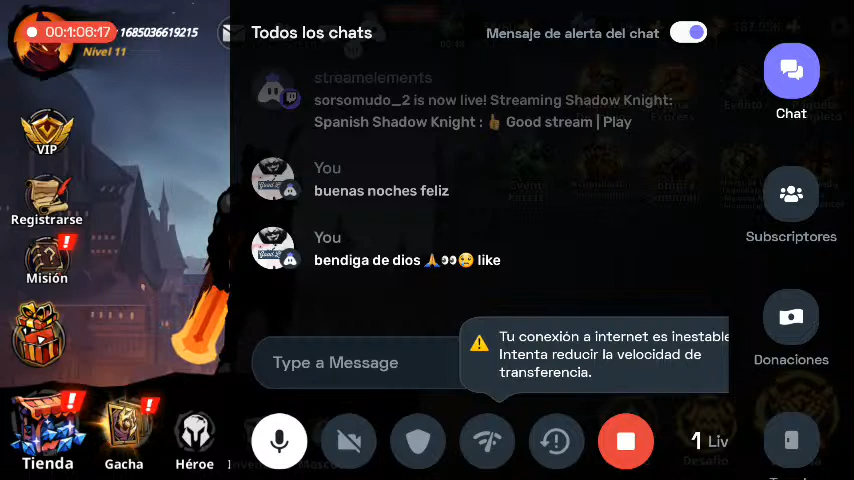 00:1:06:17
1685036619215
Nivel 11
VIP
Registrarse
Misión
Tienda
Gacha
Héroe
Todos los chats
Mensaje de alerta del chat
streamelements
sorsomudo_2 is now live! Streaming Shadow Knight:
Spanish Shadow Knight : 👍 Good stream | Play
You
buenas noches feliz
You
bendiga de dios 🙏👀😢 like
Type a Message
Tu conexión a internet es inestable
Intenta reducir la velocidad de
transferencia.
1 Liv
Chat
Subscriptores
Donaciones